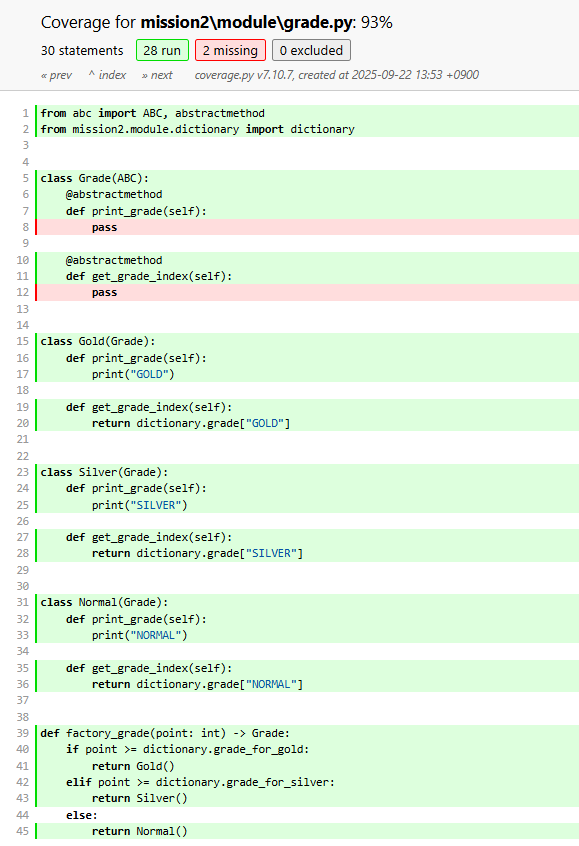 Coverage for mission2\module\grade.py: 93%
30 statements 28 run 2 missing 0 excluded
« prev ^ index » next coverage.py v7.10.7, created at 2025-09-22 13:53 +0900
1 from abc import ABC, abstractmethod
2 from mission2.module.dictionary import dictionary
3
4
5 class Grade(ABC):
6     @abstractmethod
7     def print_grade(self):
8         pass
9
10     @abstractmethod
11     def get_grade_index(self):
12         pass
13
14
15 class Gold(Grade):
16     def print_grade(self):
17         print("GOLD")
18
19     def get_grade_index(self):
20         return dictionary.grade["GOLD"]
21
22
23 class Silver(Grade):
24     def print_grade(self):
25         print("SILVER")
26
27     def get_grade_index(self):
28         return dictionary.grade["SILVER"]
29
30
31 class Normal(Grade):
32     def print_grade(self):
33         print("NORMAL")
34
35     def get_grade_index(self):
36         return dictionary.grade["NORMAL"]
37
38
39 def factory_grade(point: int) -> Grade:
40     if point >= dictionary.grade_for_gold:
41         return Gold()
42     elif point >= dictionary.grade_for_silver:
43         return Silver()
44     else:
45         return Normal()